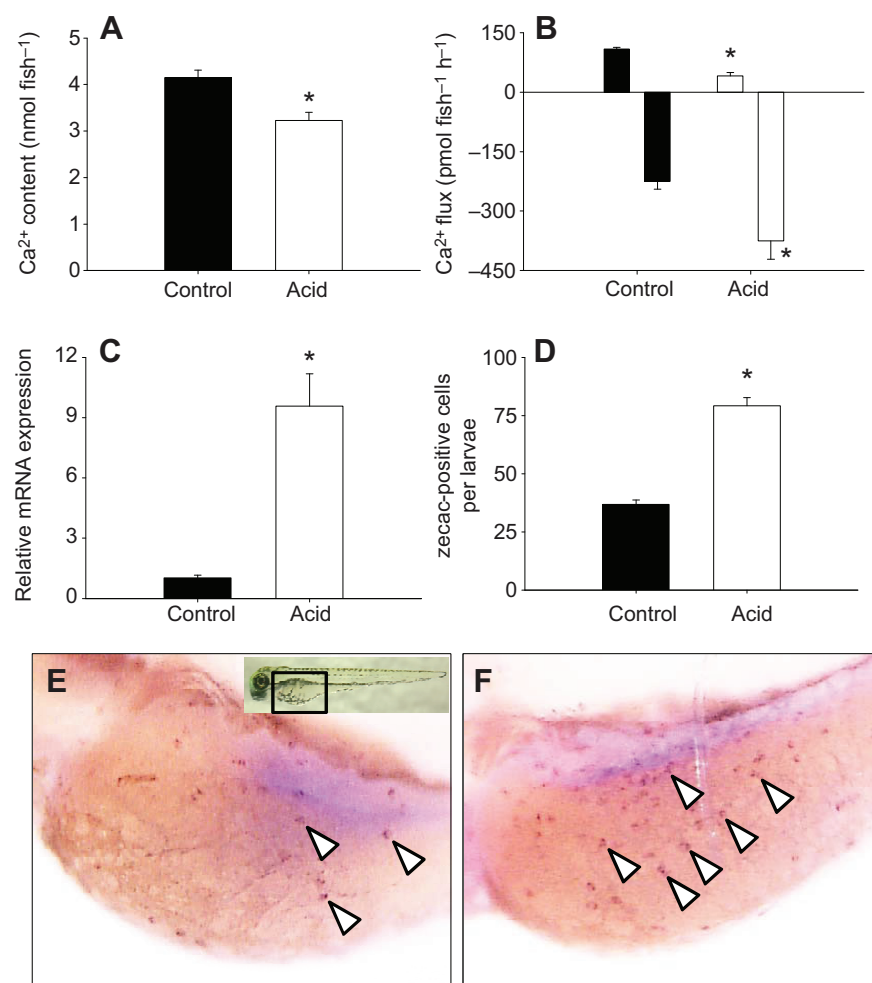 A
Ca²⁺ content (nmol fish⁻¹)
5
4
3
2
1
0
*
Control
Acid
B
Ca²⁺ flux (pmol fish⁻¹ h⁻¹)
150
0
–150
–300
–450
*
*
Control
Acid
C
Relative mRNA expression
12
9
6
3
0
*
Control
Acid
D
zecac-positive cells
per larvae
100
75
50
25
0
*
Control
Acid
E
F